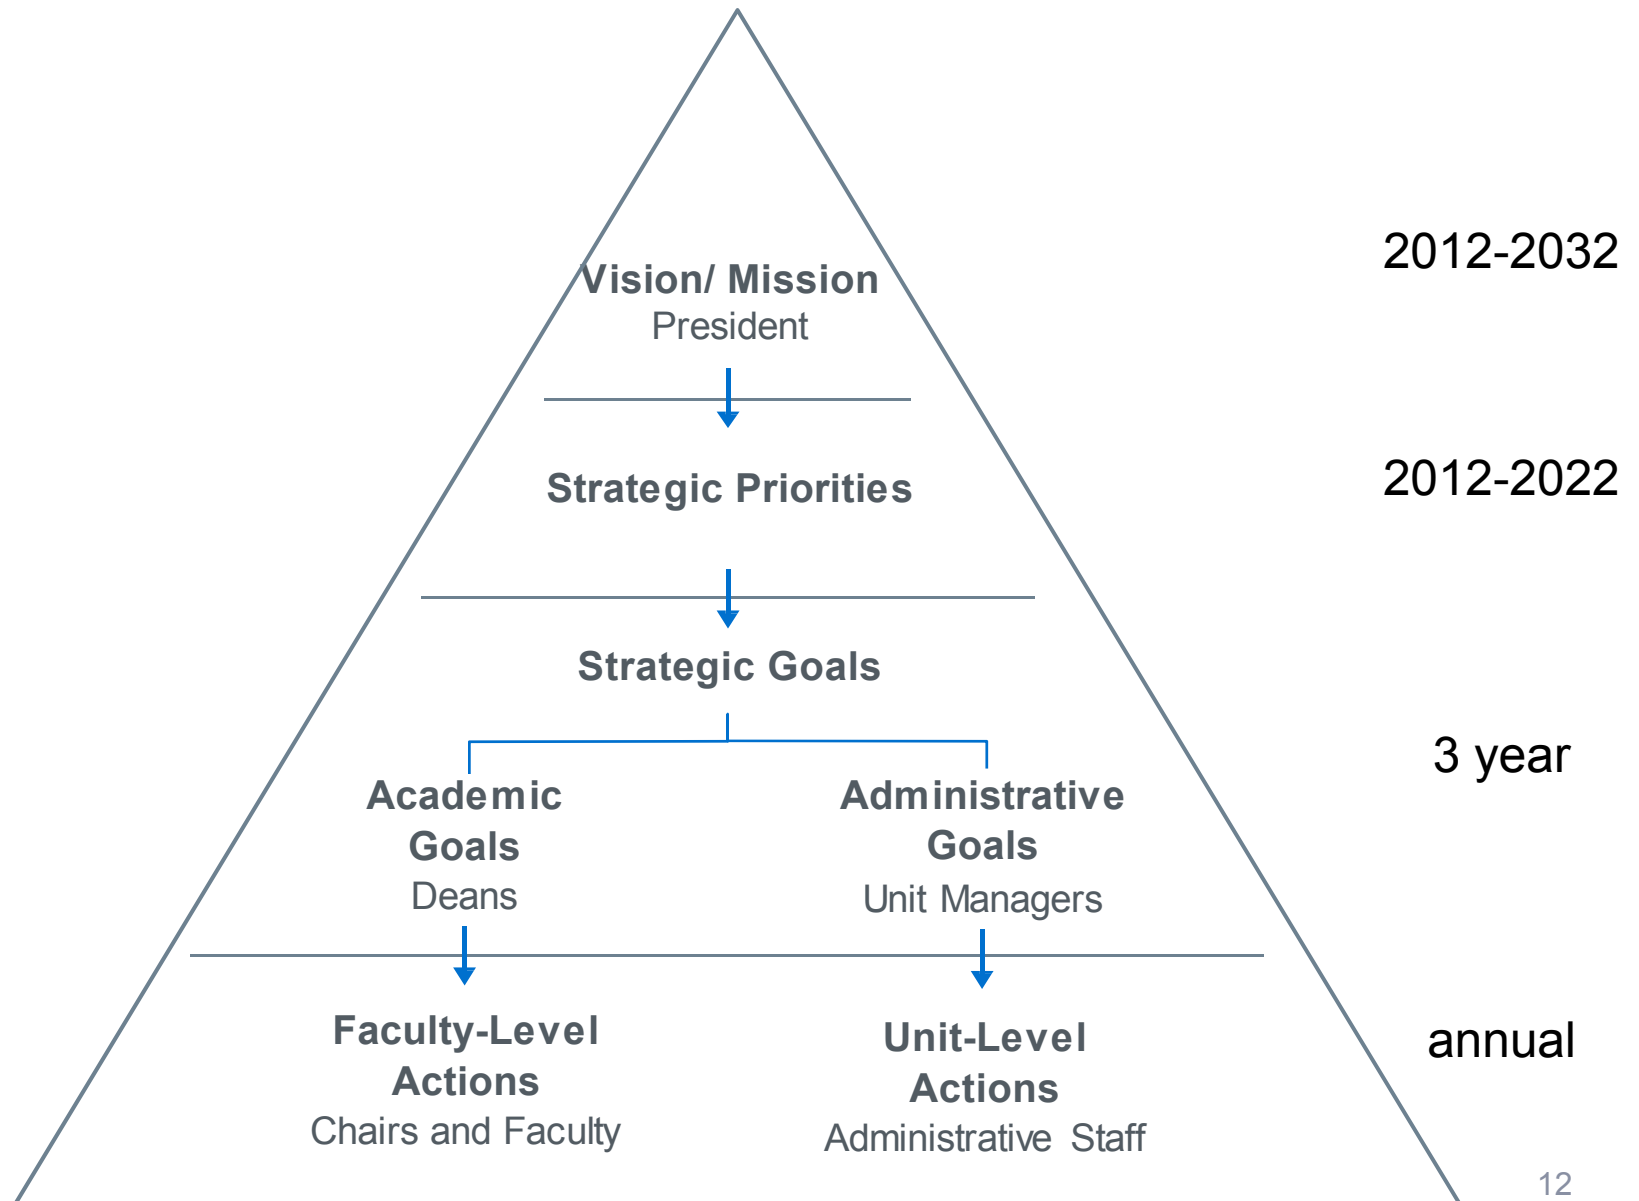 Vision/ Mission
President
2012-2032
Strategic Priorities
2012-2022
Strategic Goals
3 year
Academic
Goals
Deans
Administrative
Goals
Unit Managers
Faculty-Level
Actions
Chairs and Faculty
Unit-Level
Actions
Administrative Staff
annual
12